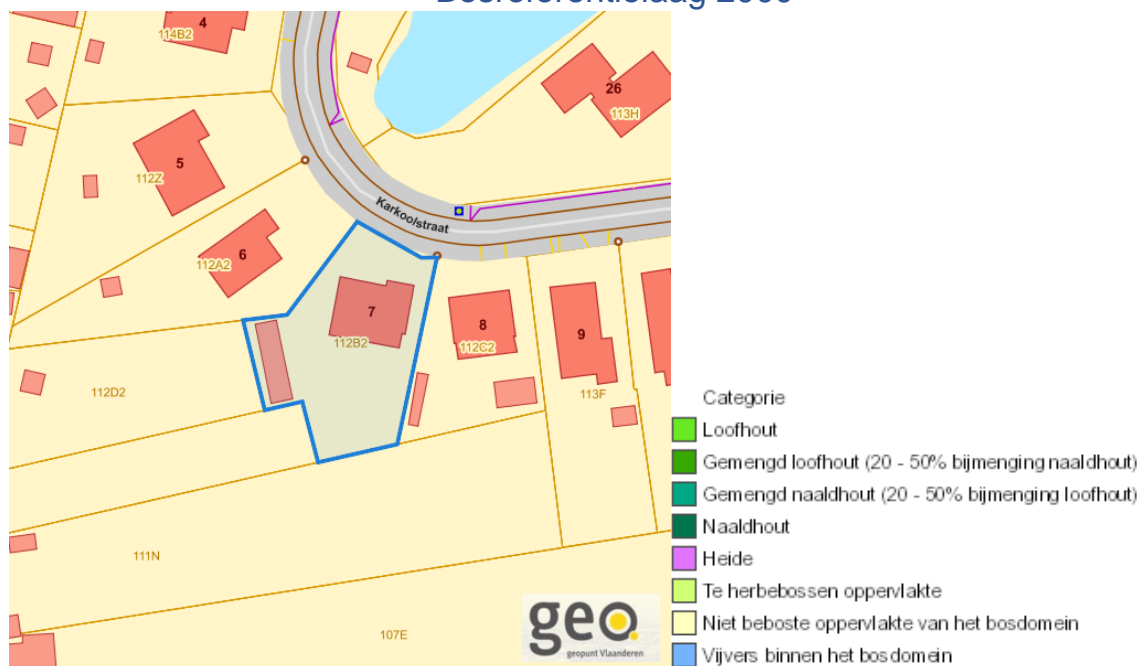 4
114B2
26
113H
5
112Z
Karkoolstraat
6
112A2
7
112B2
8
112C2
9
113F
112D2
111N
107E
geo.
geopunt Vlaanderen
Categorie
Loofhout
Gemengd loofhout (20 - 50% bijmenging naaldhout)
Gemengd naaldhout (20 - 50% bijmenging loofhout)
Naaldhout
Heide
Te herbebossen oppervlakte
Niet beboste oppervlakte van het bosdomein
Vijvers binnen het bosdomein